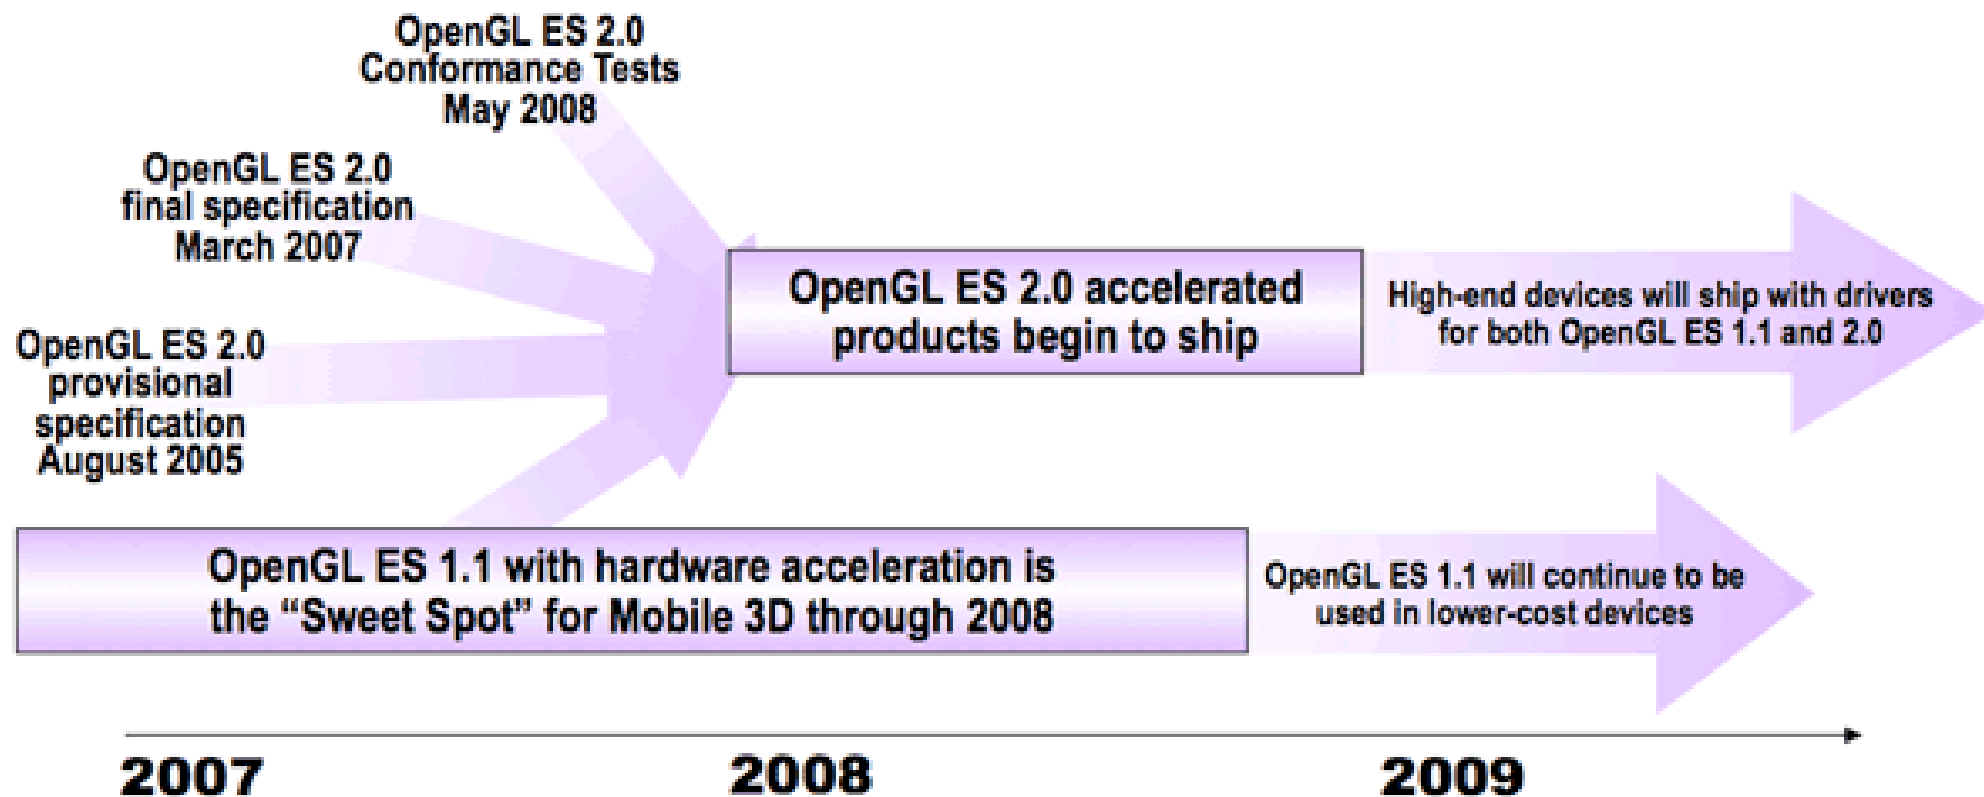 OpenGL ES 2.0
Conformance Tests
May 2008
OpenGL ES 2.0
final specification
March 2007
OpenGL ES 2.0
provisional
specification
August 2005
OpenGL ES 2.0 accelerated
products begin to ship
High-end devices will ship with drivers
for both OpenGL ES 1.1 and 2.0
OpenGL ES 1.1 with hardware acceleration is
the “Sweet Spot” for Mobile 3D through 2008
OpenGL ES 1.1 will continue to be
used in lower-cost devices
2007
2008
2009